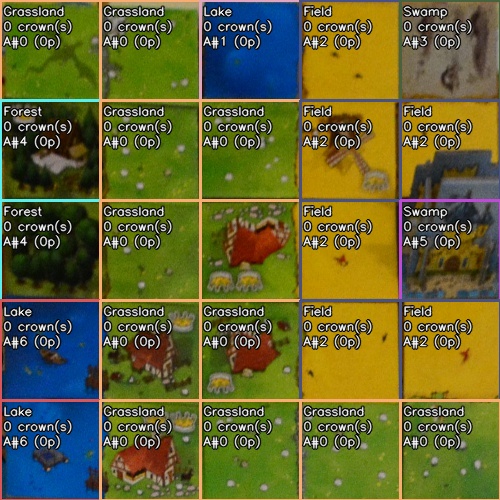 Grassland
0 crown(s)
A#0 (0p)
Grassland
0 crown(s)
A#0 (0p)
Lake
0 crown(s)
A#1 (0p)
Field
0 crown(s)
A#2 (0p)
Swamp
0 crown(s)
A#3 (0p)
Forest
0 crown(s)
A#4 (0p)
Grassland
0 crown(s)
A#0 (0p)
Grassland
0 crown(s)
A#0 (0p)
Field
0 crown(s)
A#2 (0p)
Field
0 crown(s)
A#2 (0p)
Forest
0 crown(s)
A#4 (0p)
Grassland
0 crown(s)
A#0 (0p)
Field
0 crown(s)
A#2 (0p)
Swamp
0 crown(s)
A#5 (0p)
Lake
0 crown(s)
A#6 (0p)
Grassland
0 crown(s)
A#0 (0p)
Grassland
0 crown(s)
A#0 (0p)
Field
0 crown(s)
A#2 (0p)
Field
0 crown(s)
A#2 (0p)
Lake
0 crown(s)
A#6 (0p)
Grassland
0 crown(s)
A#0 (0p)
Grassland
0 crown(s)
A#0 (0p)
Grassland
0 crown(s)
A#0 (0p)
Grassland
0 crown(s)
A#0 (0p)